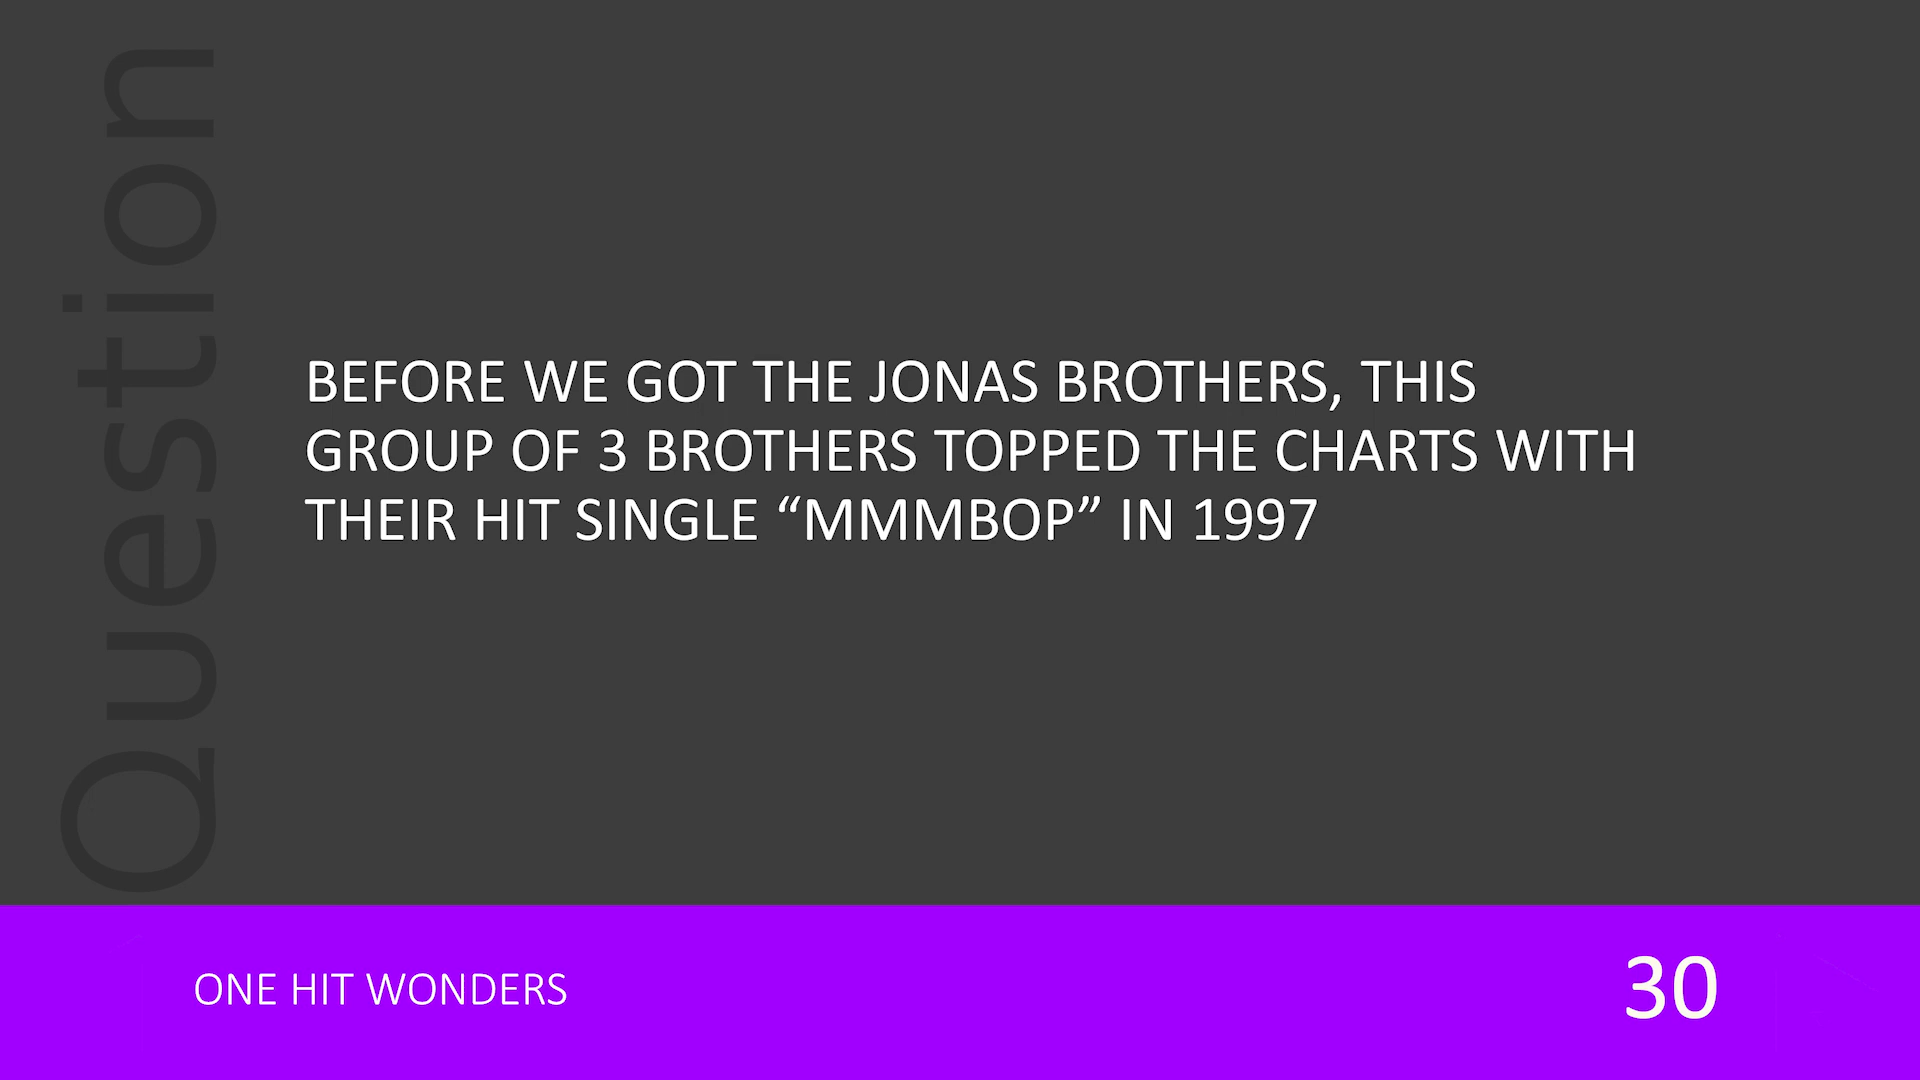 Question
BEFORE WE GOT THE JONAS BROTHERS, THIS
GROUP OF 3 BROTHERS TOPPED THE CHARTS WITH
THEIR HIT SINGLE “MMMBOP” IN 1997
ONE HIT WONDERS
30